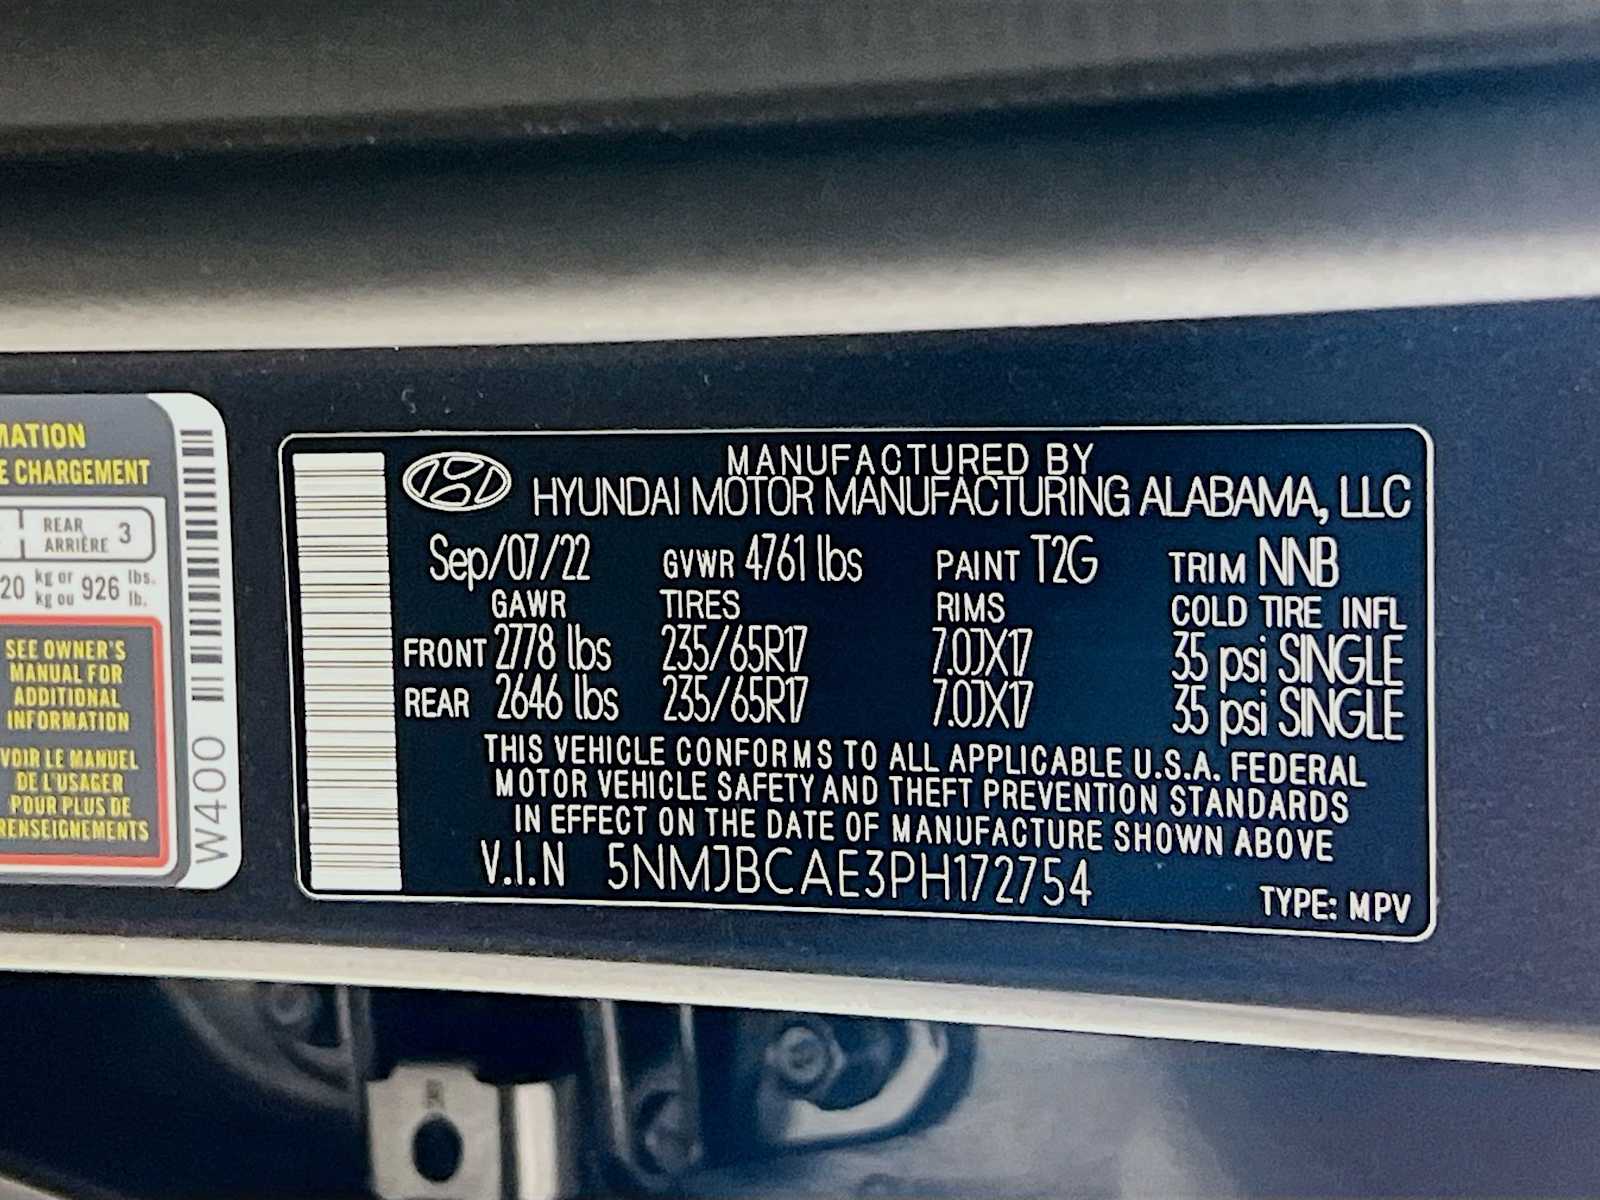 MATION
E CHARGEMENT
REAR
ARRIÈRE 3
20 kg or 926 lbs.
kg ou lb.
SEE OWNER'S
MANUAL FOR
ADDITIONAL
INFORMATION
VOIR LE MANUEL
DE L'USAGER
POUR PLUS DE
RENSEIGNEMENTS
W400
MANUFACTURED BY
HYUNDAI MOTOR MANUFACTURING ALABAMA, LLC
Sep/07/22 GVWR 4761 lbs PAINT T2G TRIM NNB
GAWR TIRES RIMS COLD TIRE INFL
FRONT 2778 lbs 235/65R17 7.0JX17 35 psi SINGLE
REAR 2646 lbs 235/65R17 7.0JX17 35 psi SINGLE
THIS VEHICLE CONFORMS TO ALL APPLICABLE U.S.A. FEDERAL
MOTOR VEHICLE SAFETY AND THEFT PREVENTION STANDARDS
IN EFFECT ON THE DATE OF MANUFACTURE SHOWN ABOVE
V.I.N 5NMJBCAE3PH172754
TYPE: MPV